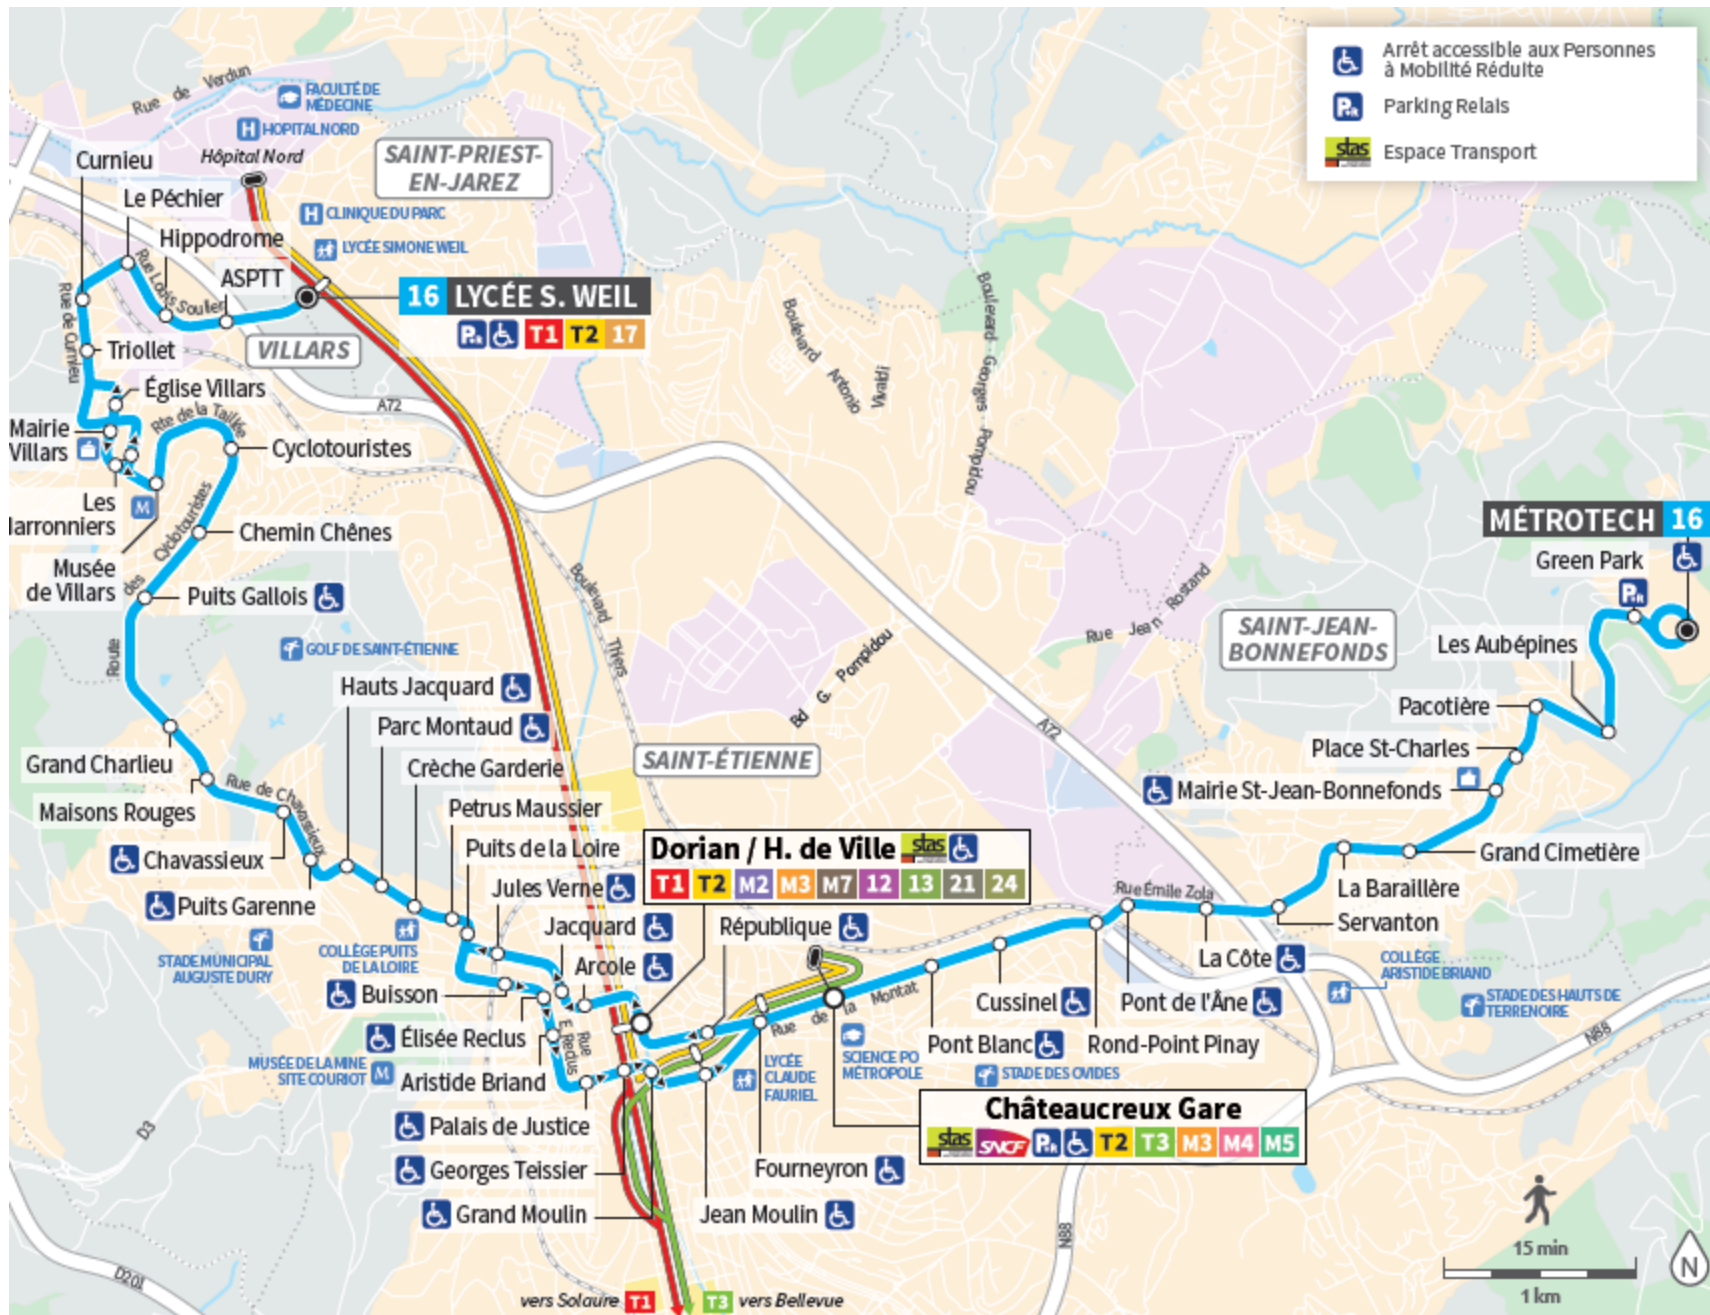 Arrêt accessible aux Personnes
à Mobilité Réduite
P+R Parking Relais
stas Espace Transport
Rue de Verdun
FACULTÉ DE
MÉDECINE
H HOPITAL NORD
Hôpital Nord
SAINT-PRIEST-
EN-JAREZ
Curnieu
Le Péchier
H CLINIQUE DU PARC
Hippodrome
LYCÉE SIMONE WEIL
ASPTT
Rue Louis Soulier
16 LYCÉE S. WEIL
P+R T1 T2 17
Rue de Curnieu
Triollet
VILLARS
Église Villars
A72
Rte de la Taillée
Mairie
Villars
Cyclotouristes
Les
Marronniers
M
Chemin Chênes
Musée
de Villars
Route des Cyclotouristes
Puits Gallois
GOLF DE SAINT-ÉTIENNE
Boulevard Antonio Vivaldi
Boulevard Georges Pompidou
Boulevard Thiers
Bd G. Pompidou
Rue Jean Rostand
A72
MÉTROTECH 16
Green Park
P+R
SAINT-JEAN-
BONNEFONDS
Les Aubépines
Pacotière
Place St-Charles
Mairie St-Jean-Bonnefonds
Grand Cimetière
La Baraillère
Servanton
Hauts Jacquard
Parc Montaud
Crèche Garderie
Petrus Maussier
Puits de la Loire
Jules Verne
Jacquard
Arcole
Grand Charlieu
Maisons Rouges
Rue de Chavassieux
Chavassieux
Puits Garenne
STADE MUNICIPAL
AUGUSTE DURY
COLLÈGE PUITS
DE LA LOIRE
SAINT-ÉTIENNE
Dorian / H. de Ville stas
T1 T2 M2 M3 M7 12 13 21 24
République
Rue Émile Zola
La Côte
COLLÈGE
ARISTIDE BRIAND
STADE DES HAUTS DE
TERRENOIRE
N88
Buisson
Élisée Reclus
Rue E. Reclus
MUSÉE DE LA MINE
SITE COURIOT M
Aristide Briand
Palais de Justice
Georges Teissier
Grand Moulin
Rue de la Montat
Cussinel
Pont de l'Âne
Pont Blanc
Rond-Point Pinay
SCIENCE PO
MÉTROPOLE
STADE DES OVIDES
LYCÉE
CLAUDE
FAURIEL
Châteaucreux Gare
stas SNCF P+R T2 T3 M3 M4 M5
Fourneyron
Jean Moulin
D3
D201
N88
15 min
1 km
N
vers Solaure T1
T3 vers Bellevue